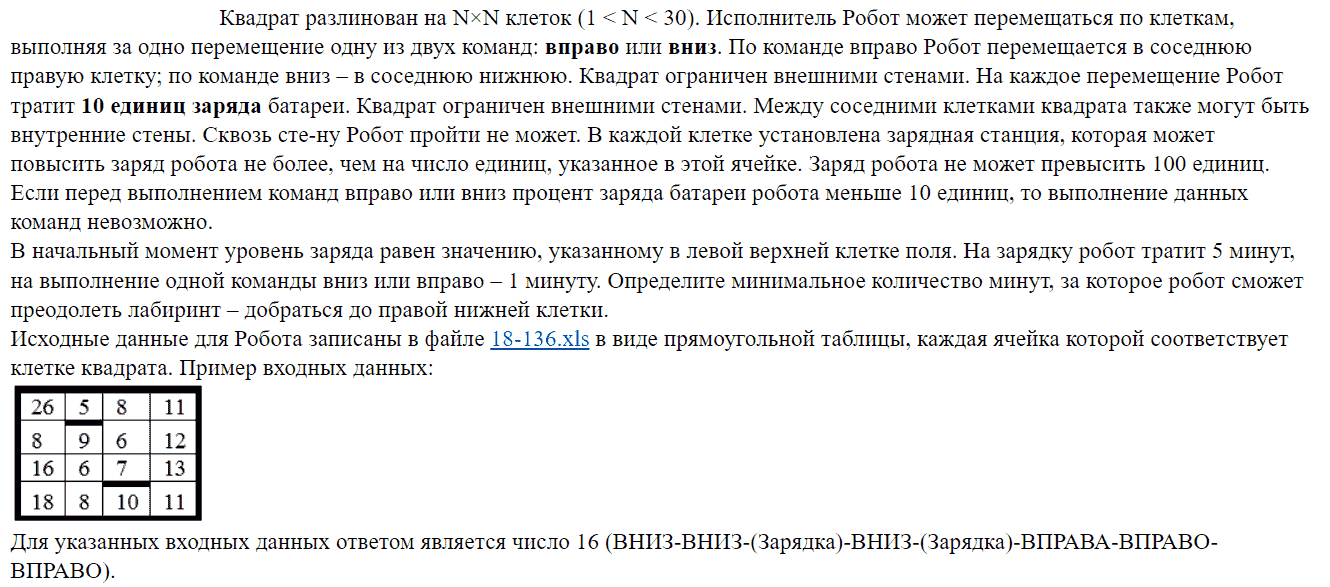 Квадрат разлинован на N×N клеток (1 < N < 30). Исполнитель Робот может перемещаться по клеткам,
выполняя за одно перемещение одну из двух команд: вправо или вниз. По команде вправо Робот перемещается в соседнюю
правую клетку; по команде вниз – в соседнюю нижнюю. Квадрат ограничен внешними стенами. На каждое перемещение Робот
тратит 10 единиц заряда батареи. Квадрат ограничен внешними стенами. Между соседними клетками квадрата также могут быть
внутренние стены. Сквозь сте-ну Робот пройти не может. В каждой клетке установлена зарядная станция, которая может
повысить заряд робота не более, чем на число единиц, указанное в этой ячейке. Заряд робота не может превысить 100 единиц.
Если перед выполнением команд вправо или вниз процент заряда батареи робота меньше 10 единиц, то выполнение данных
команд невозможно.
В начальный момент уровень заряда равен значению, указанному в левой верхней клетке поля. На зарядку робот тратит 5 минут,
на выполнение одной команды вниз или вправо – 1 минуту. Определите минимальное количество минут, за которое робот сможет
преодолеть лабиринт – добраться до правой нижней клетки.
Исходные данные для Робота записаны в файле 18-136.xls в виде прямоугольной таблицы, каждая ячейка которой соответствует
клетке квадрата. Пример входных данных:
26 5 8 11
8 9 6 12
16 6 7 13
18 8 10 11
Для указанных входных данных ответом является число 16 (ВНИЗ-ВНИЗ-(Зарядка)-ВНИЗ-(Зарядка)-ВПРАВА-ВПРАВО-
ВПРАВО).